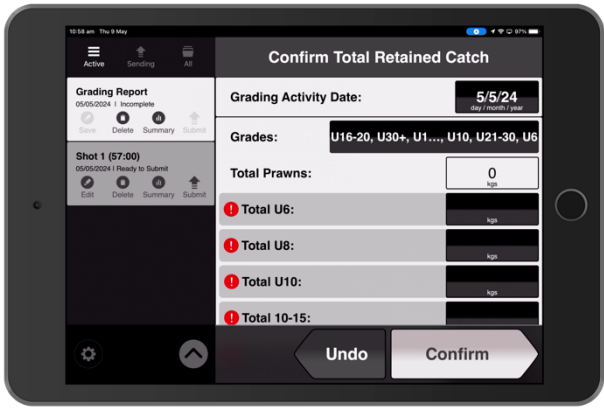 10:58 am Thu 9 May
97%
Active
Sending
All
Confirm Total Retained Catch
Grading Report
05/05/2024 | Incomplete
Save
Delete
Summary
Submit
Shot 1 (57:00)
05/05/2024 | Ready to Submit
Edit
Delete
Summary
Submit
Grading Activity Date:
5/5/24
day / month / year
Grades:
U16-20, U30+, U1..., U10, U21-30, U6
Total Prawns:
0
kgs
! Total U6:
kgs
! Total U8:
kgs
! Total U10:
kgs
! Total 10-15:
Undo
Confirm